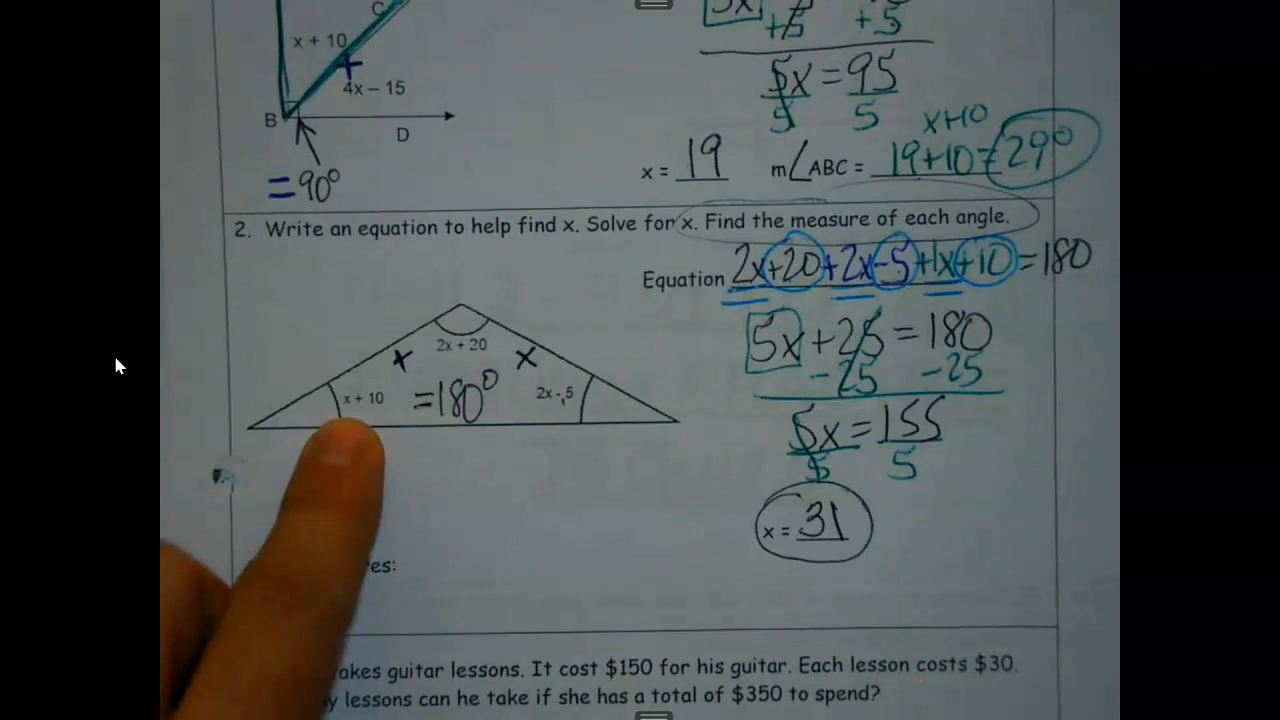 C
5x
+5 +5
x + 10
4x - 15
5x = 95
5 5
B
D
= 90°
x+10
x = 19 m∠ABC = 19+10 = 29°
2. Write an equation to help find x. Solve for x. Find the measure of each angle.
Equation 2x+20+2x-5+1x+10=180
2x + 20
x + 10
= 180°
2x - 5
5x+25 = 180
-25 -25
5x = 155
5 5
x = 31
es:
akes guitar lessons. It cost $150 for his guitar. Each lesson costs $30.
y lessons can he take if she has a total of $350 to spend?